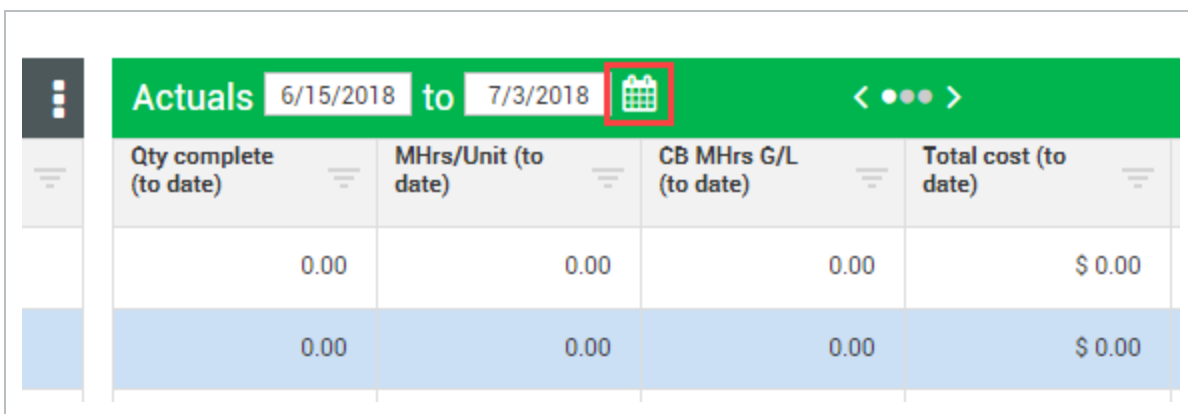 Actuals 6/15/2018 to 7/3/2018
Qty complete MHrs/Unit (to CB MHrs G/L Total cost (to
(to date) date) (to date) date)
0.00 0.00 0.00 $ 0.00
0.00 0.00 0.00 $ 0.00